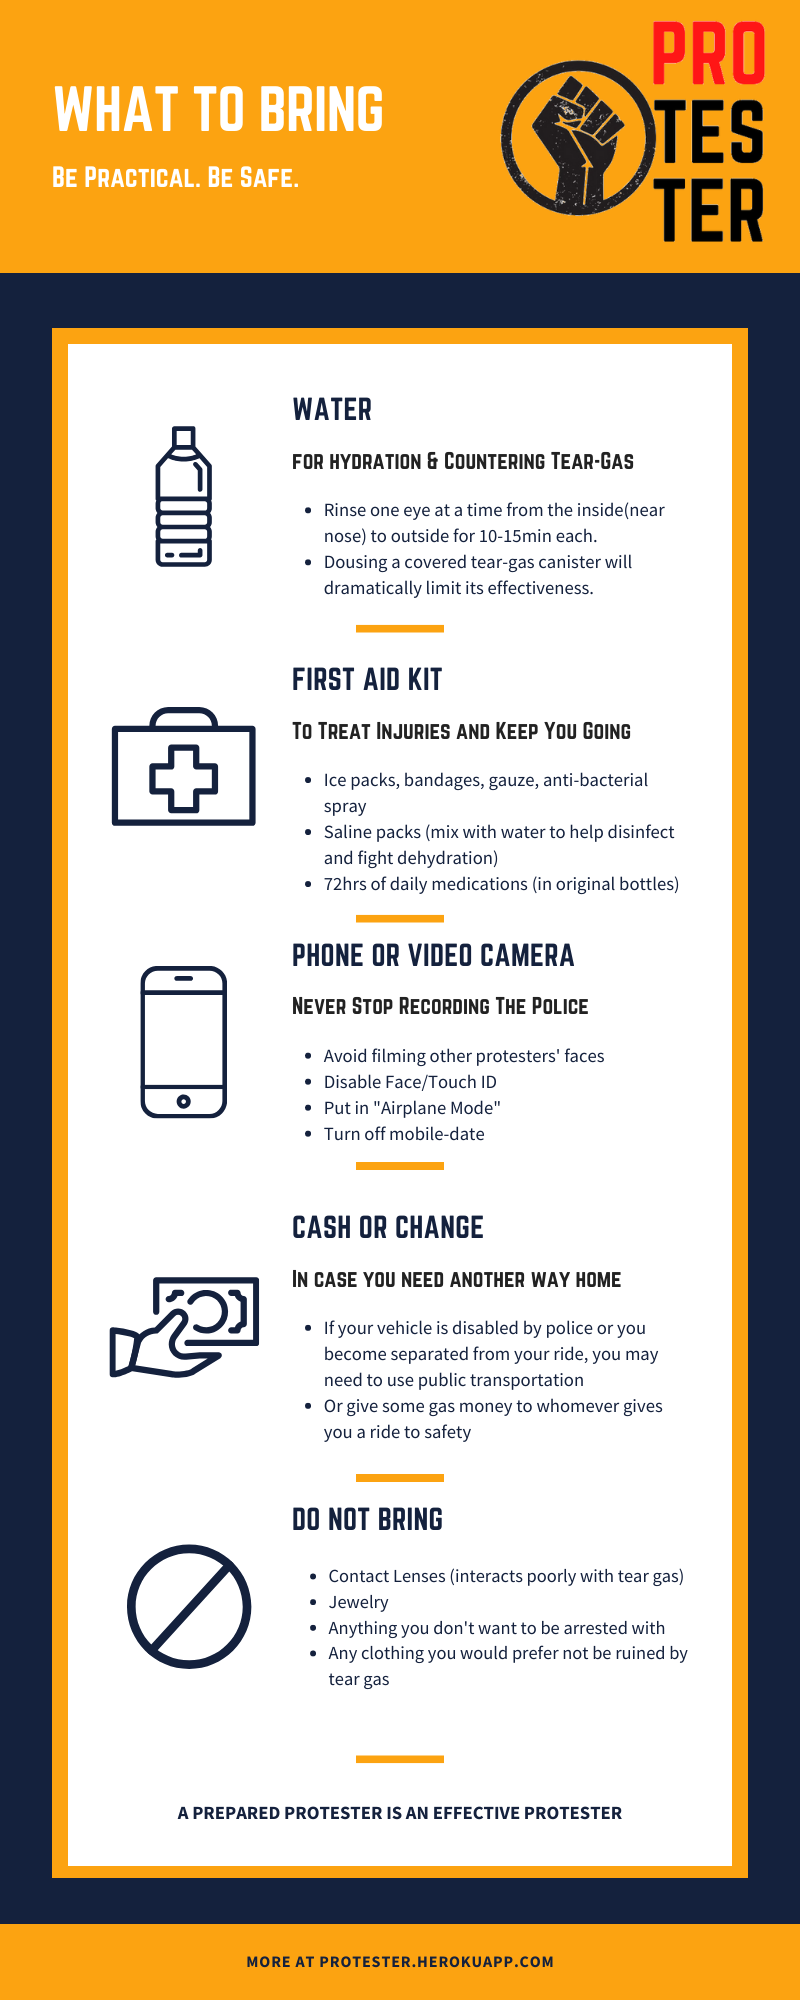 WHAT TO BRING
BE PRACTICAL. BE SAFE.
PRO
TES
TER
WATER
FOR HYDRATION & COUNTERING TEAR-GAS
• Rinse one eye at a time from the inside(near
nose) to outside for 10-15min each.
• Dousing a covered tear-gas canister will
dramatically limit its effectiveness.
FIRST AID KIT
TO TREAT INJURIES AND KEEP YOU GOING
• Ice packs, bandages, gauze, anti-bacterial
spray
• Saline packs (mix with water to help disinfect
and fight dehydration)
• 72hrs of daily medications (in original bottles)
PHONE OR VIDEO CAMERA
NEVER STOP RECORDING THE POLICE
• Avoid filming other protesters' faces
• Disable Face/Touch ID
• Put in "Airplane Mode"
• Turn off mobile-date
CASH OR CHANGE
IN CASE YOU NEED ANOTHER WAY HOME
• If your vehicle is disabled by police or you
become separated from your ride, you may
need to use public transportation
• Or give some gas money to whomever gives
you a ride to safety
DO NOT BRING
• Contact Lenses (interacts poorly with tear gas)
• Jewelry
• Anything you don't want to be arrested with
• Any clothing you would prefer not be ruined by
tear gas
A PREPARED PROTESTER IS AN EFFECTIVE PROTESTER
MORE AT PROTESTER.HEROKUAPP.COM